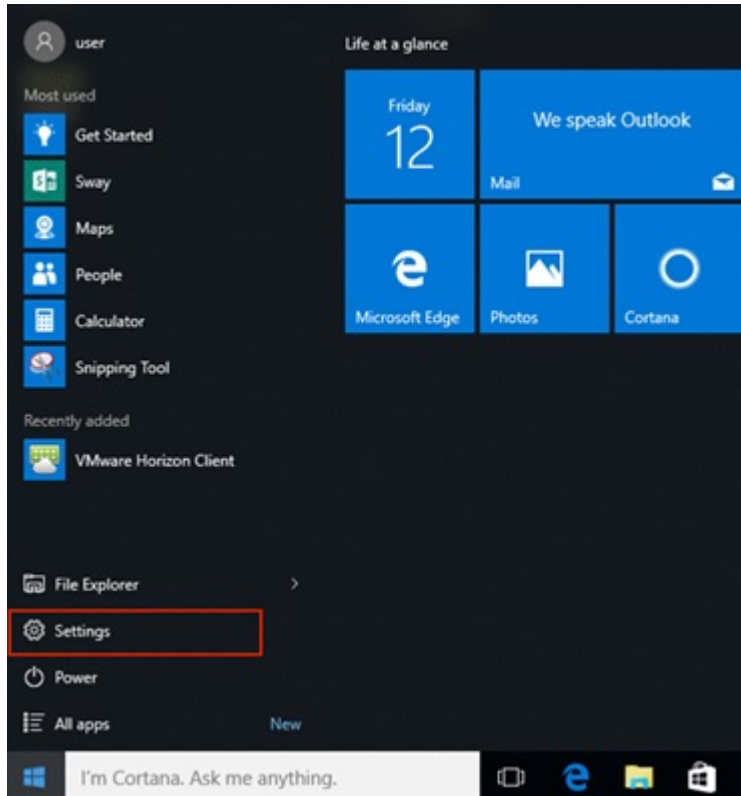 user
Most used
Get Started
Sway
Maps
People
Calculator
Snipping Tool
Recently added
VMware Horizon Client
File Explorer
Settings
Power
All apps New
Life at a glance
Friday
12
We speak Outlook
Mail
Microsoft Edge
Photos
Cortana
I'm Cortana. Ask me anything.